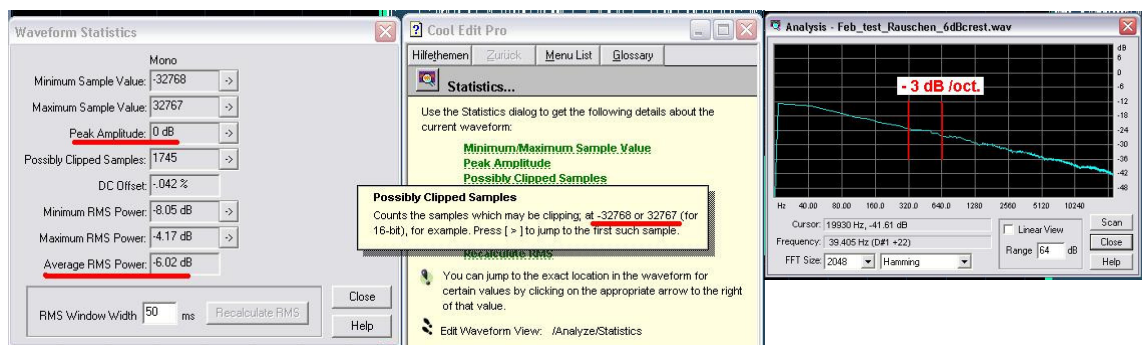 Waveform Statistics
Mono
Minimum Sample Value: -32768 ->
Maximum Sample Value: 32767 ->
Peak Amplitude: 0 dB ->
Possibly Clipped Samples: 1745 ->
DC Offset: -.042 %
Minimum RMS Power: -8.05 dB ->
Maximum RMS Power: -4.17 dB ->
Average RMS Power: -6.02 dB
RMS Window Width 50 ms Recalculate RMS
Close
Help
Cool Edit Pro
Hilfethemen Zurück Menu List Glossary
Statistics...
Use the Statistics dialog to get the following details about the
current waveform:
Minimum/Maximum Sample Value
Peak Amplitude
Possibly Clipped Samples
Possibly Clipped Samples
Counts the samples which may be clipping; at -32768 or 32767 (for
16-bit), for example. Press [ > ] to jump to the first such sample.
Recalculate RMS
You can jump to the exact location in the waveform for
certain values by clicking on the appropriate arrow to the right
of that value.
Edit Waveform View: /Analyze/Statistics
Analysis - Feb_test_Rauschen_6dBcrest.wav
- 3 dB /oct.
dB
6
0
-6
-12
-18
-24
-30
-36
-42
-48
Hz 40.00 80.00 160.0 320.0 640.0 1280 2560 5120 10240
Cursor: 19930 Hz, -41.61 dB
Frequency: 39.405 Hz (D#1 +22)
FFT Size: 2048 Hamming
Linear View
Range 64 dB
Scan
Close
Help